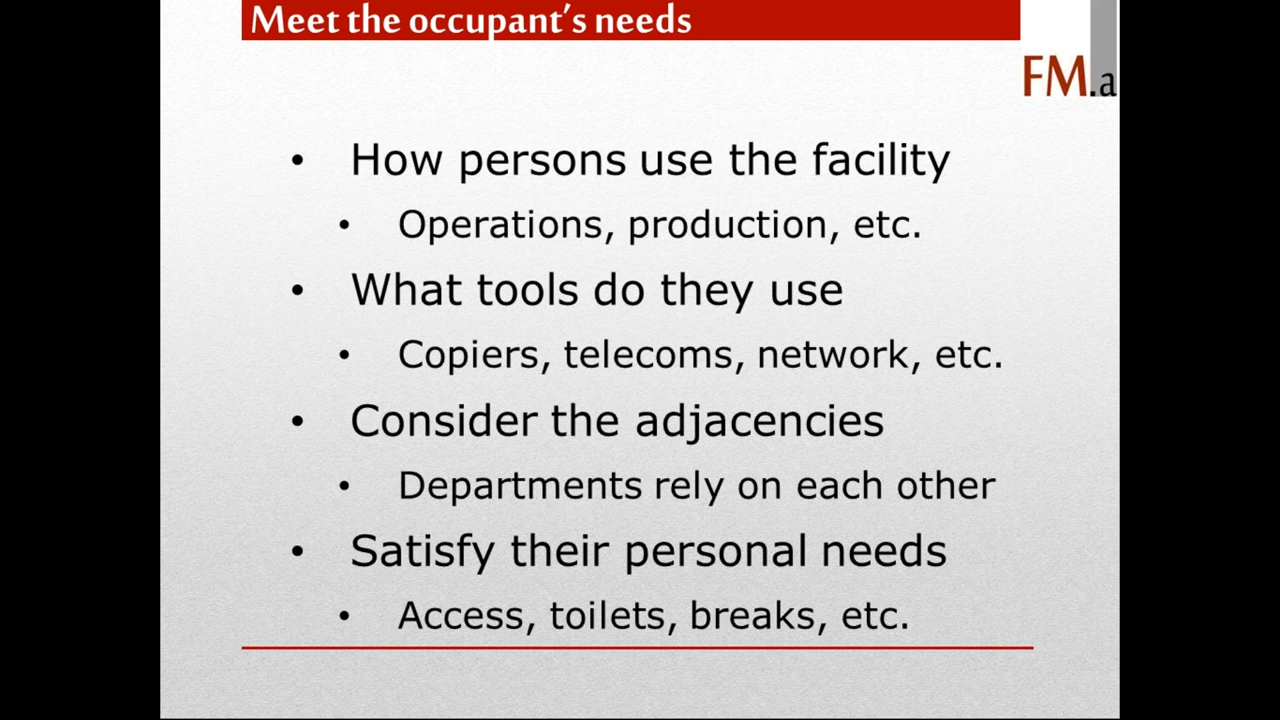 Meet the occupant's needs
FM.a
• How persons use the facility
• Operations, production, etc.
• What tools do they use
• Copiers, telecoms, network, etc.
• Consider the adjacencies
• Departments rely on each other
• Satisfy their personal needs
• Access, toilets, breaks, etc.